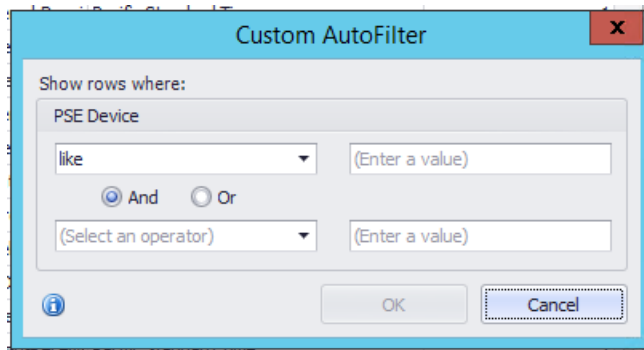 Custom AutoFilter
x
Show rows where:
PSE Device
like (Enter a value)
And Or
(Select an operator) (Enter a value)
OK Cancel